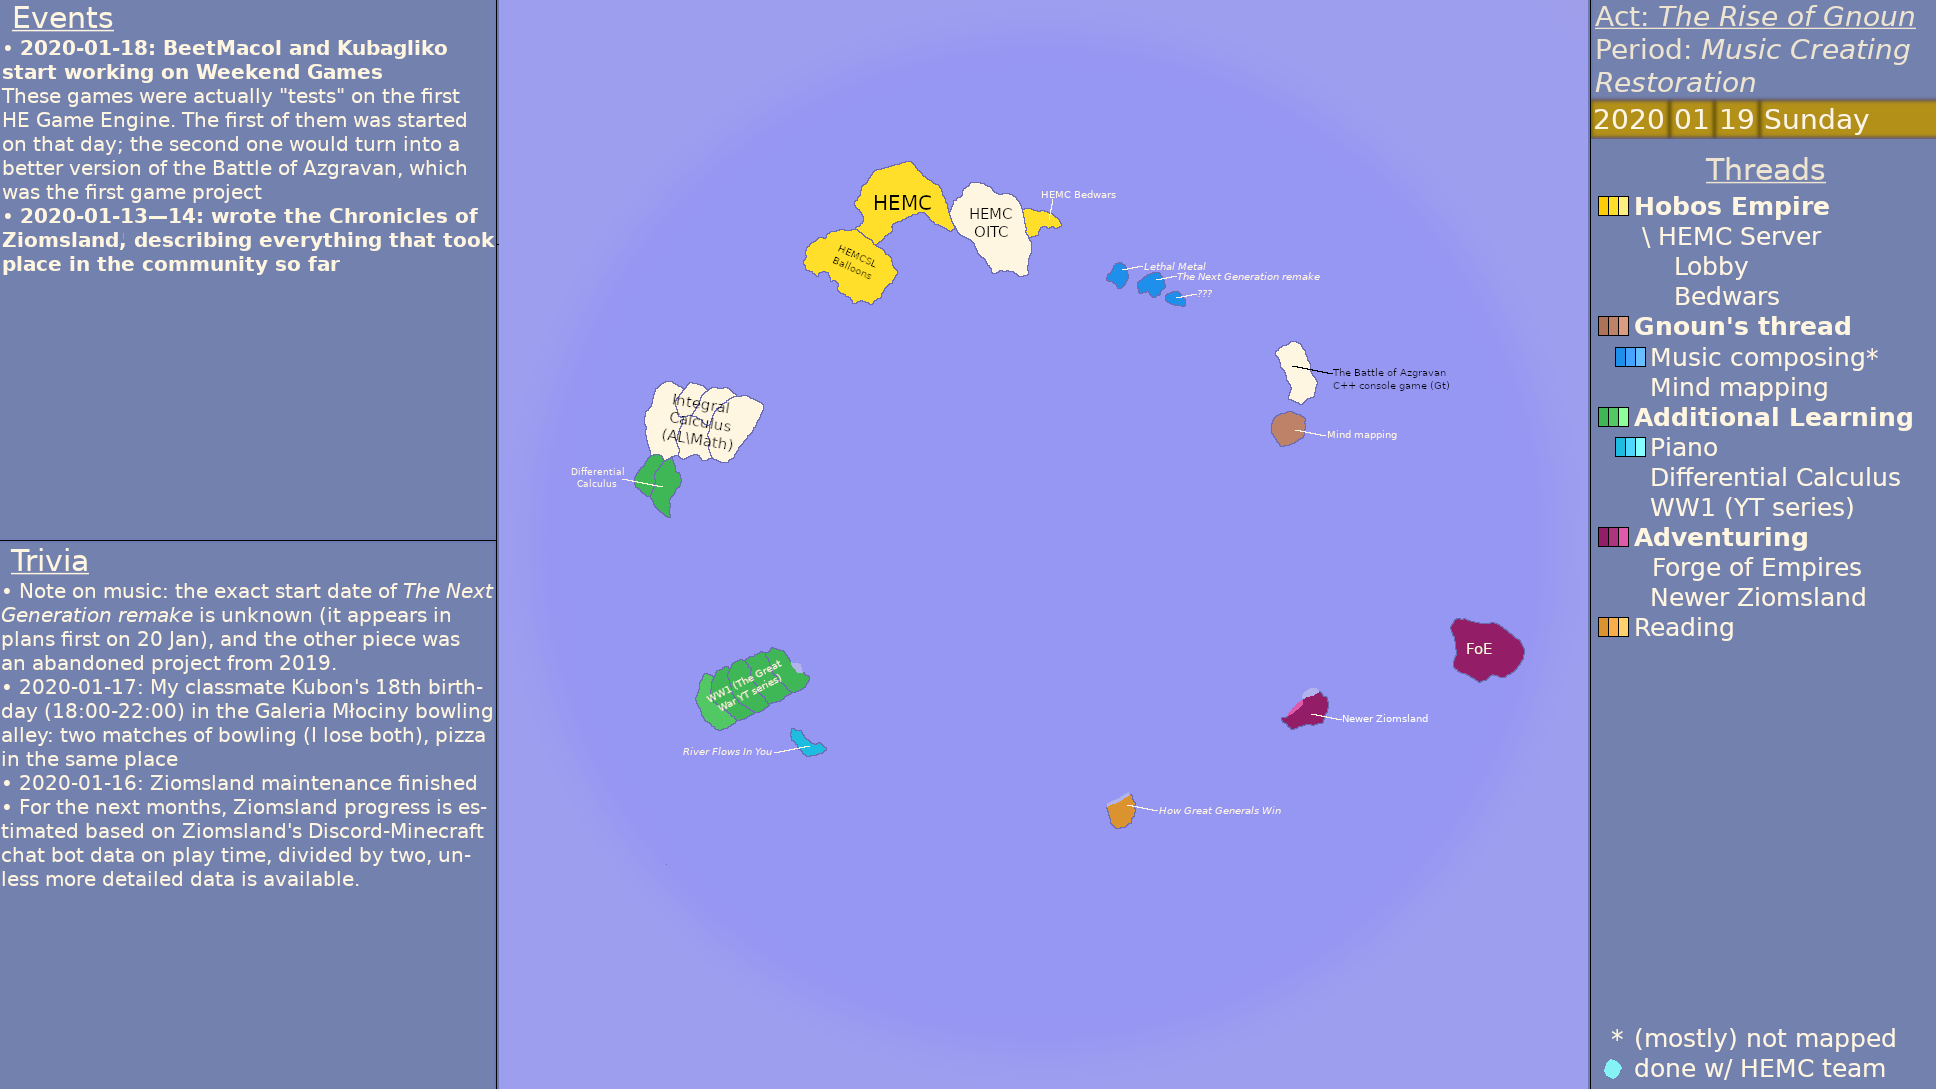 Events
• 2020-01-18: BeetMacol and Kubagliko
start working on Weekend Games
These games were actually "tests" on the first
HE Game Engine. The first of them was started
on that day; the second one would turn into a
better version of the Battle of Azgravan, which
was the first game project
• 2020-01-13—14: wrote the Chronicles of
Ziomsland, describing everything that took
place in the community so far
Trivia
• Note on music: the exact start date of The Next
Generation remake is unknown (it appears in
plans first on 20 Jan), and the other piece was
an abandoned project from 2019.
• 2020-01-17: My classmate Kubon's 18th birth-
day (18:00-22:00) in the Galeria Młociny bowling
alley: two matches of bowling (I lose both), pizza
in the same place
• 2020-01-16: Ziomsland maintenance finished
• For the next months, Ziomsland progress is es-
timated based on Ziomsland's Discord-Minecraft
chat bot data on play time, divided by two, un-
less more detailed data is available.
HEMC
HEMC
OITC
HEMC Bedwars
HEMCSL
Balloons
Lethal Metal
The Next Generation remake
???
The Battle of Azgravan
C++ console game (Gt)
Mind mapping
Integral
Calculus
(AL\Math)
Differential
Calculus
WW1 (The Great
War YT series)
River Flows In You
FoE
Newer Ziomsland
How Great Generals Win
Act: The Rise of Gnoun
Period: Music Creating
Restoration
2020 01 19 Sunday
Threads
Hobos Empire
\ HEMC Server
Lobby
Bedwars
Gnoun's thread
Music composing*
Mind mapping
Additional Learning
Piano
Differential Calculus
WW1 (YT series)
Adventuring
Forge of Empires
Newer Ziomsland
Reading
* (mostly) not mapped
done w/ HEMC team